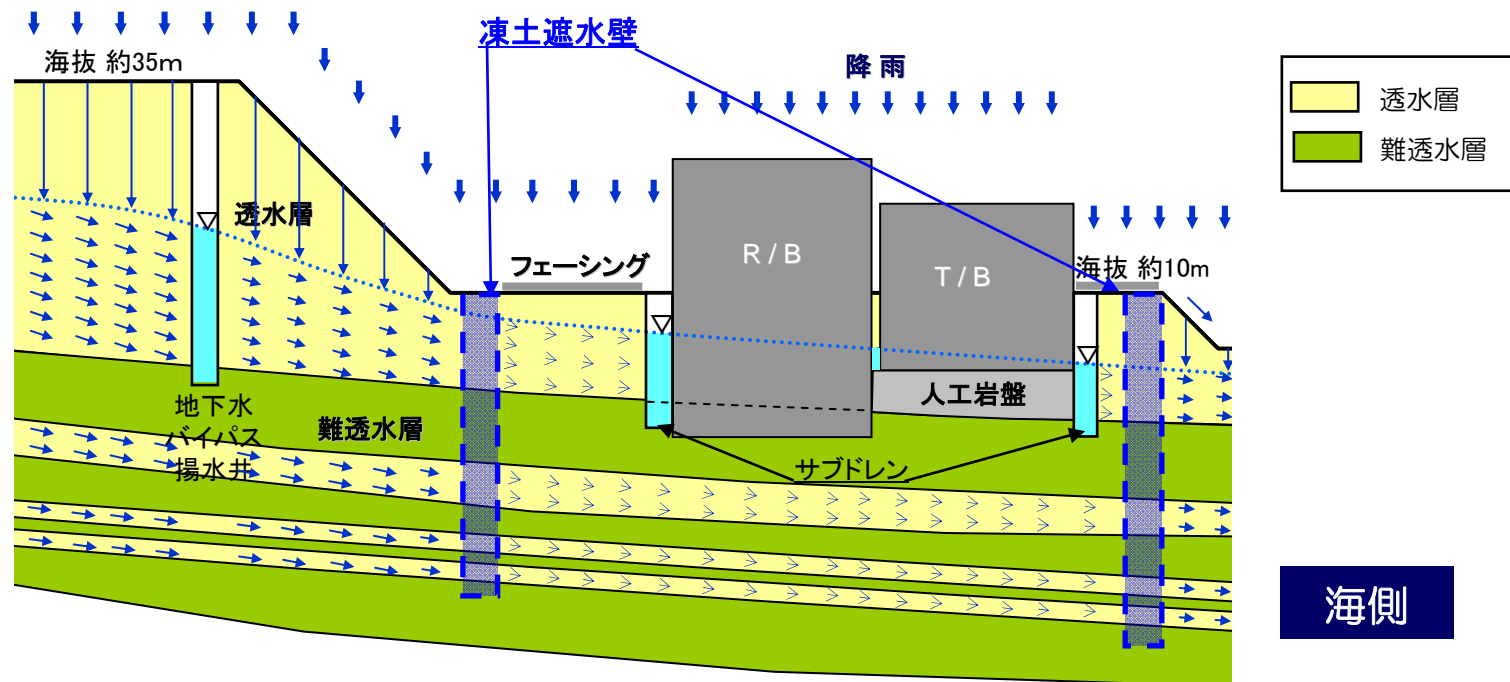 凍土遮水壁
海抜 約35m
降 雨
透水層
難透水層
透水層
フェーシング
R / B
T / B
海抜 約10m
人工岩盤
地下水
バイパス
揚水井
難透水層
サブドレン
海側